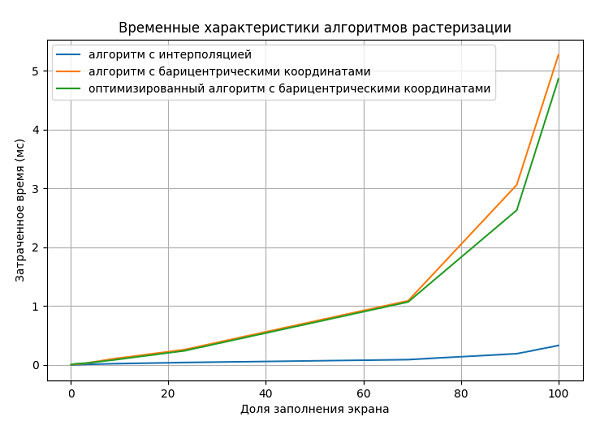 Временные характеристики алгоритмов растеризации
алгоритм с интерполяцией
алгоритм с барицентрическими координатами
оптимизированный алгоритм с барицентрическими координатами
Затраченное время (мс)
5
4
3
2
1
0
0 20 40 60 80 100
Доля заполнения экрана